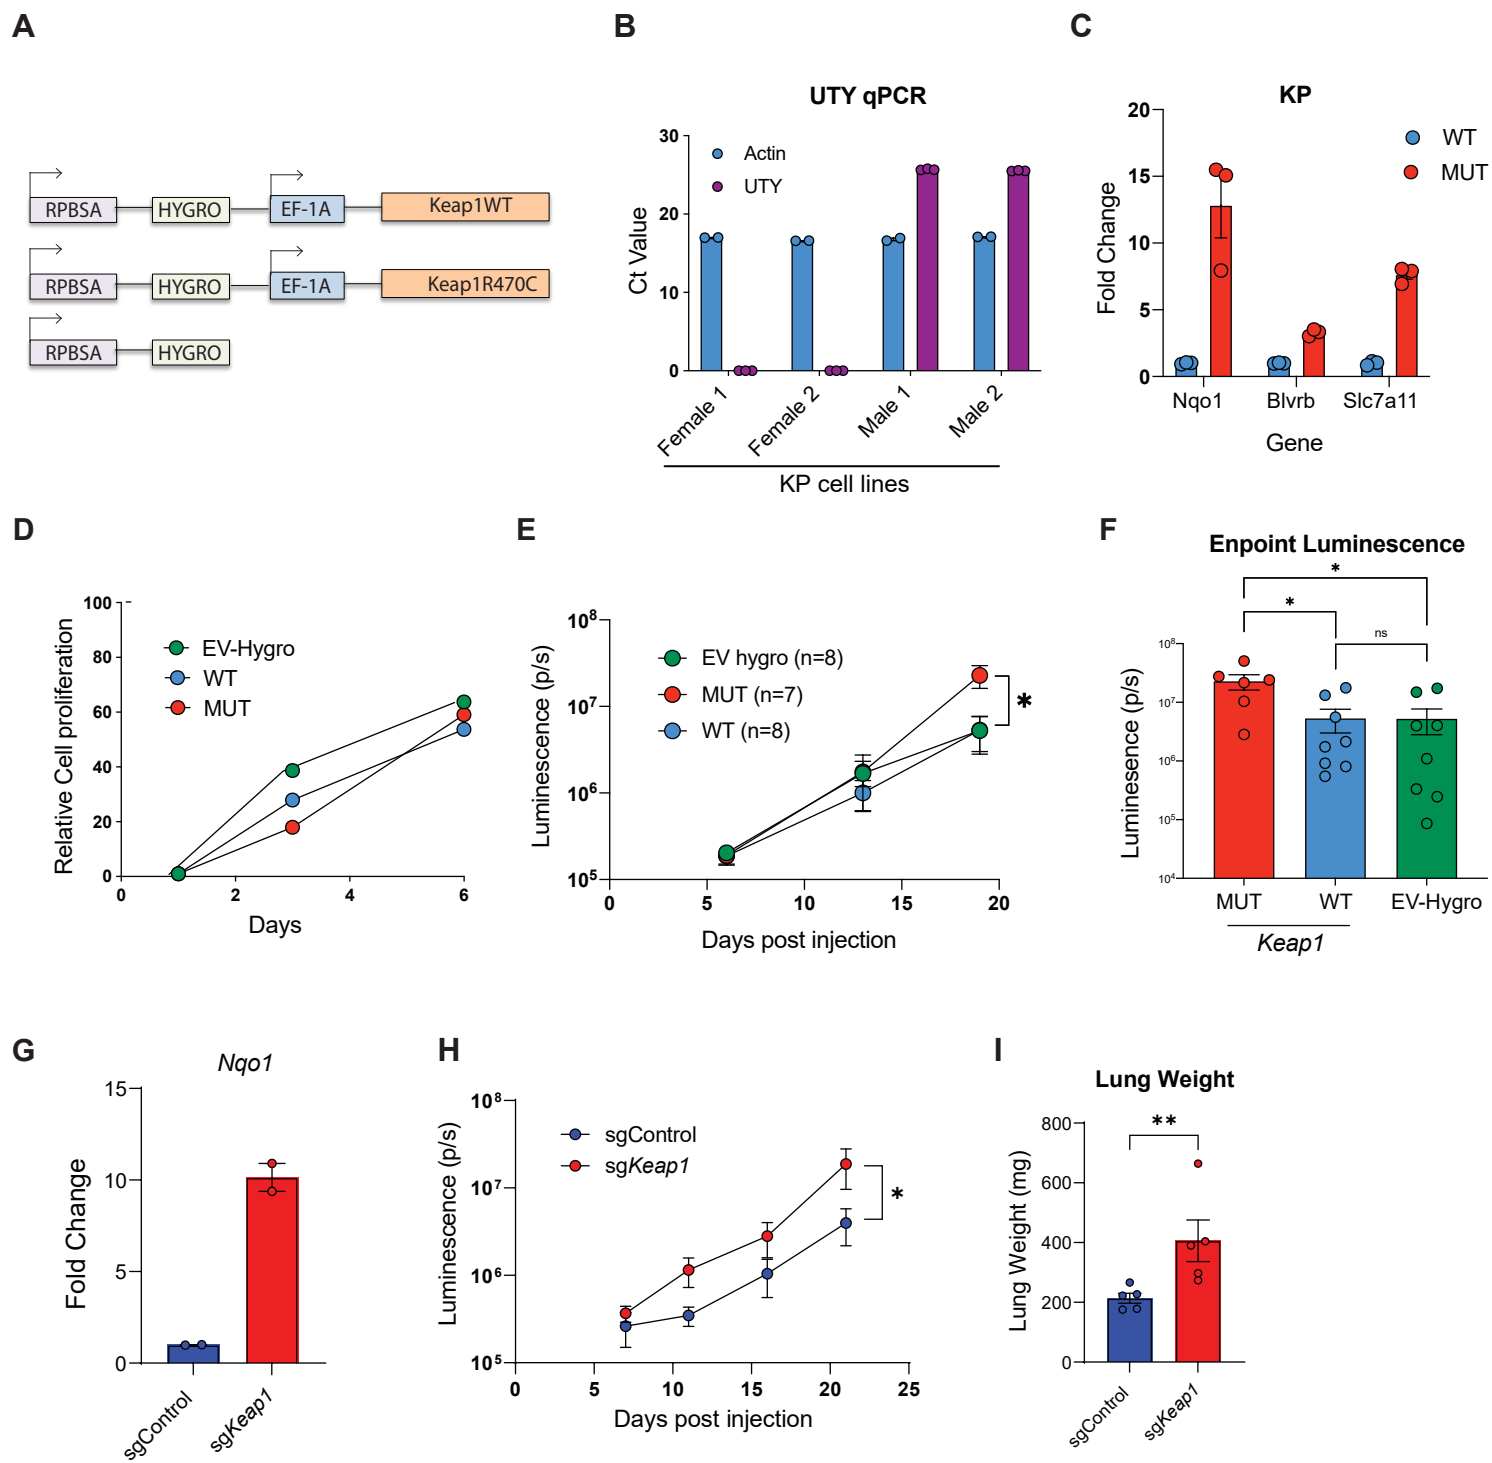 A
RPBSA HYGRO EF-1A Keap1WT
RPBSA HYGRO EF-1A Keap1R470C
RPBSA HYGRO
B
UTY qPCR
Actin
UTY
Ct Value
30
20
10
0
Female 1
Female 2
Male 1
Male 2
KP cell lines
C
KP
WT
MUT
Fold Change
20
15
10
5
0
Nqo1 Blvrb Slc7a11
Gene
D
Relative Cell proliferation
100
80
60
40
20
0
EV-Hygro
WT
MUT
0 2 4 6
Days
E
Luminescence (p/s)
10⁸
10⁷
10⁶
10⁵
EV hygro (n=8)
MUT (n=7)
WT (n=8)
*
0 5 10 15 20
Days post injection
F
Enpoint Luminescence
*
*
ns
Luminesence (p/s)
10⁸
10⁷
10⁶
10⁵
10⁴
MUT WT EV-Hygro
Keap1
G
Nqo1
Fold Change
15
10
5
0
sgControl
sgKeap1
H
Luminescence (p/s)
10⁸
10⁷
10⁶
10⁵
sgControl
sgKeap1
*
0 5 10 15 20 25
Days post injection
I
Lung Weight
**
Lung Weight (mg)
800
600
400
200
0
sgControl
sgKeap1